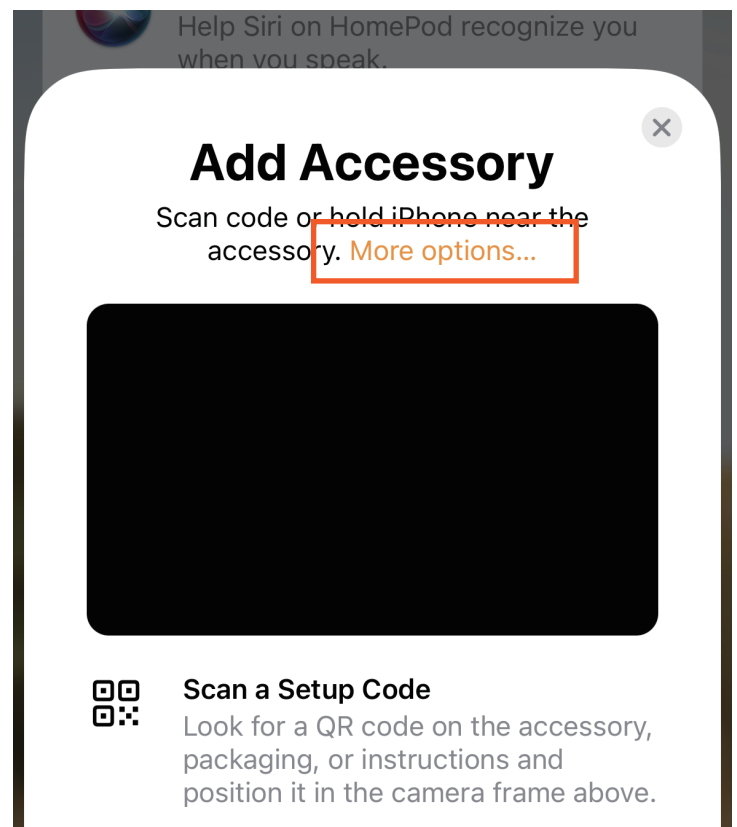 Help Siri on HomePod recognize you
when you speak.
Add Accessory
Scan code or hold iPhone near the
accessory. More options...
Scan a Setup Code
Look for a QR code on the accessory,
packaging, or instructions and
position it in the camera frame above.